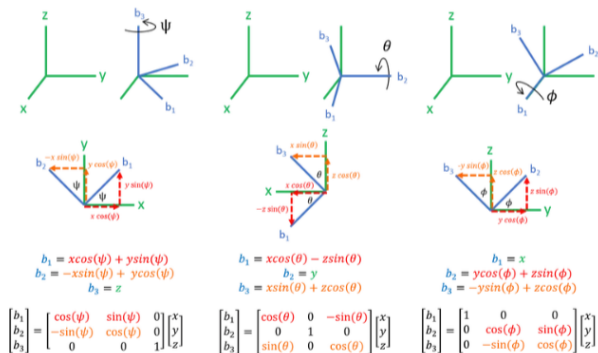 z
y
x
b₃
ψ
b₂
b₁
z
y
x
b₃
θ
b₂
b₁
z
y
x
b₃
b₂
b₁
ϕ
y
x
b₂
b₁
−x sin(ψ)
y cos(ψ)
ψ
ψ
y sin(ψ)
x cos(ψ)
z
x
b₃
b₁
x sin(θ)
θ
z cos(θ)
x cos(θ)
θ
−z sin(θ)
z
y
b₃
b₂
−y sin(ϕ)
z cos(ϕ)
ϕ
ϕ
z sin(ϕ)
y cos(ϕ)
b₁ = xcos(ψ) + ysin(ψ)
b₂ = −xsin(ψ) + ycos(ψ)
b₃ = z
b₁ = xcos(θ) − zsin(θ)
b₂ = y
b₃ = xsin(θ) + zcos(θ)
b₁ = x
b₂ = ycos(ϕ) + zsin(ϕ)
b₃ = −ysin(ϕ) + zcos(ϕ)
[b₁] = [cos(ψ) sin(ψ) 0] [x]
[b₂] = [−sin(ψ) cos(ψ) 0] [y]
[b₃] = [0 0 1] [z]
[b₁] = [cos(θ) 0 −sin(θ)] [x]
[b₂] = [0 1 0] [y]
[b₃] = [sin(θ) 0 cos(θ)] [z]
[b₁] = [1 0 0] [x]
[b₂] = [0 cos(ϕ) sin(ϕ)] [y]
[b₃] = [0 −sin(ϕ) cos(ϕ)] [z]